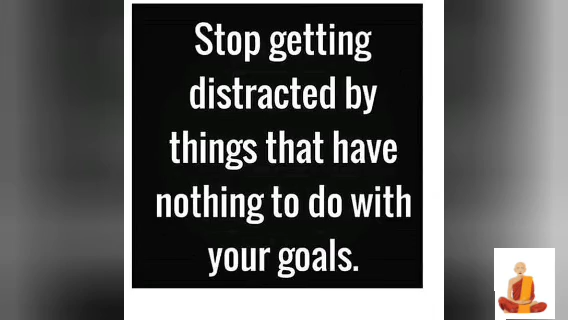 Stop getting
distracted by
things that have
nothing to do with
your goals.